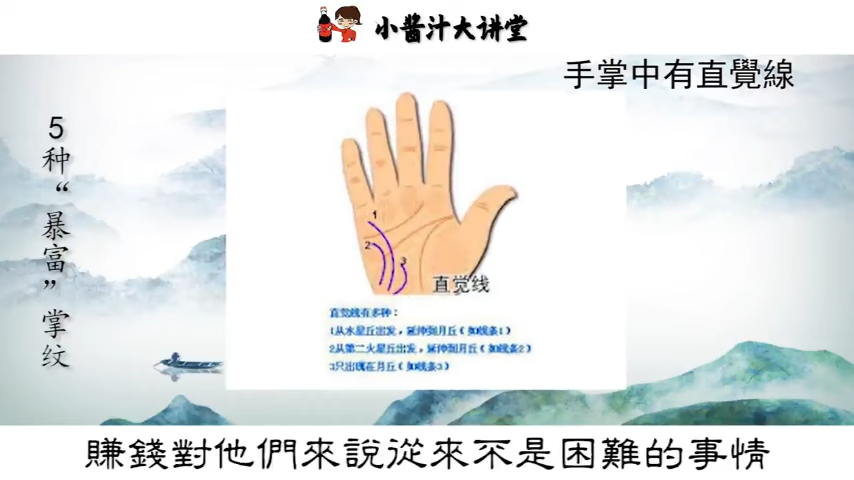 小酱汁大讲堂
手掌中有直覺線
5种“暴富”掌纹
1
2
3
直觉线
直觉线有多种：
1从水星丘出发，延伸到月丘（如线条1）
2从第二火星丘出发，延伸到月丘（如线条2）
3只出现在月丘（如线条3）
賺錢對他們來說從來不是困難的事情